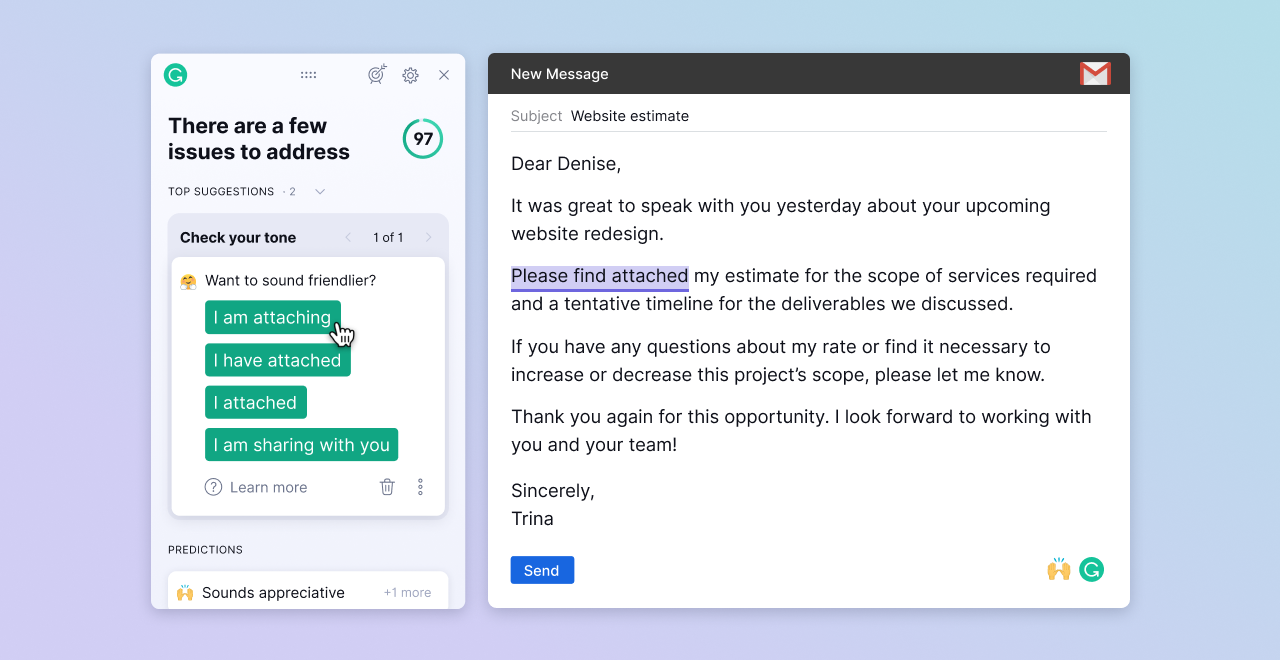 There are a few
issues to address
97
TOP SUGGESTIONS · 2
Check your tone
1 of 1
Want to sound friendlier?
I am attaching
I have attached
I attached
I am sharing with you
? Learn more
PREDICTIONS
Sounds appreciative
+1 more
New Message
Subject Website estimate
Dear Denise,
It was great to speak with you yesterday about your upcoming
website redesign.
Please find attached my estimate for the scope of services required
and a tentative timeline for the deliverables we discussed.
If you have any questions about my rate or find it necessary to
increase or decrease this project’s scope, please let me know.
Thank you again for this opportunity. I look forward to working with
you and your team!
Sincerely,
Trina
Send